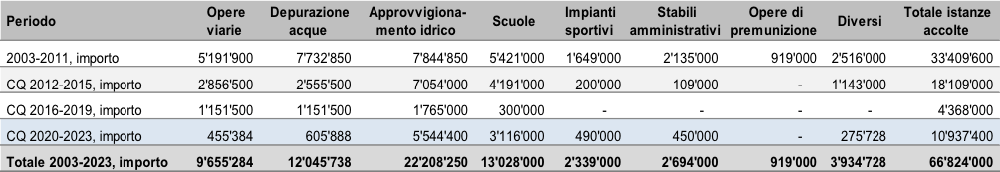 Periodo Opere viarie Depurazione acque Approvvigiona-mento idrico Scuole Impianti sportivi Stabili amministrativi Opere di premunizione Diversi Totale istanze accolte
2003-2011, importo 5'191'900 7'732'850 7'844'850 5'421'000 1'649'000 2'135'000 919'000 2'516'000 33'409'600
CQ 2012-2015, importo 2'856'500 2'555'500 7'054'000 4'191'000 200'000 109'000 - 1'143'000 18'109'000
CQ 2016-2019, importo 1'151'500 1'151'500 1'765'000 300'000 - - - - 4'368'000
CQ 2020-2023, importo 455'384 605'888 5'544'400 3'116'000 490'000 450'000 - 275'728 10'937'400
Totale 2003-2023, importo 9'655'284 12'045'738 22'208'250 13'028'000 2'339'000 2'694'000 919'000 3'934'728 66'824'000